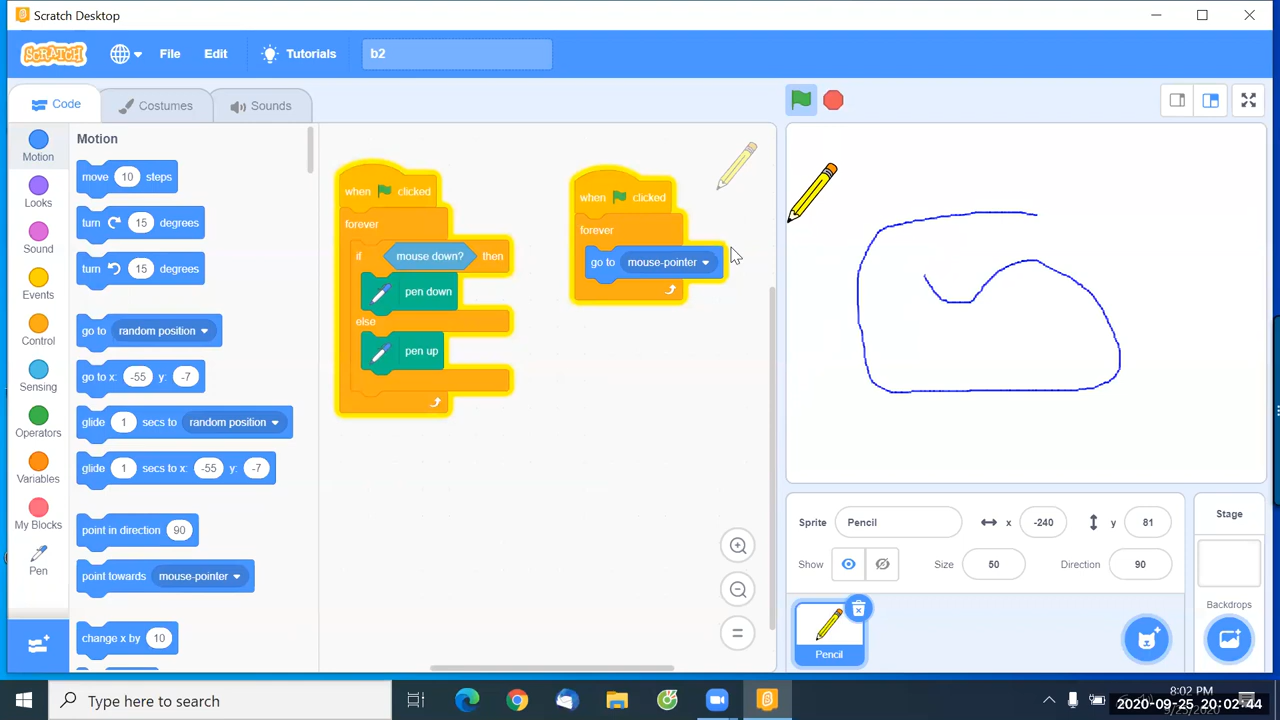 Scratch Desktop
SCRATCH
File
Edit
Tutorials
b2
Code
Costumes
Sounds
Motion
Looks
Sound
Events
Control
Sensing
Operators
Variables
My Blocks
Pen
Motion
move 10 steps
turn 15 degrees
turn 15 degrees
go to random position
go to x: -55 y: -7
glide 1 secs to random position
glide 1 secs to x: -55 y: -7
point in direction 90
point towards mouse-pointer
change x by 10
when clicked
forever
if mouse down? then
pen down
else
pen up
when clicked
forever
go to mouse-pointer
Sprite Pencil
x -240
y 81
Show
Size 50
Direction 90
Pencil
Stage
Backdrops
Type here to search
8:02 PM
2020-09-25 20:02:44